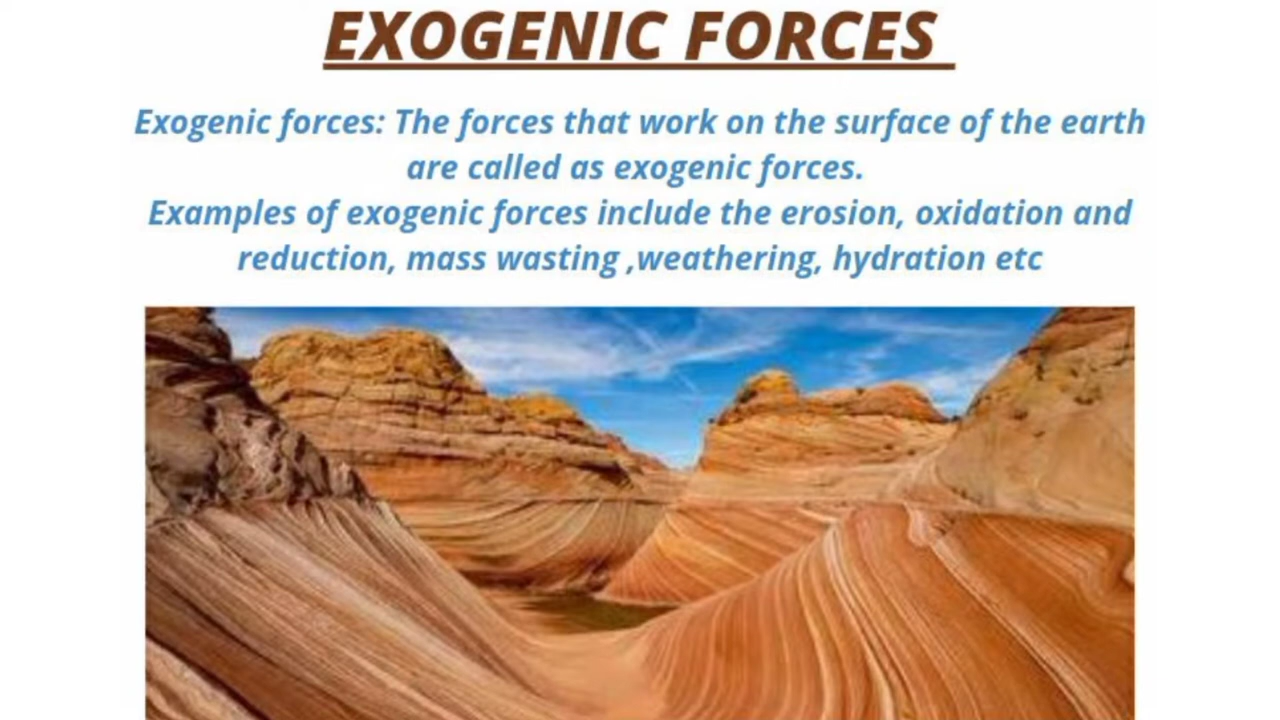 EXOGENIC FORCES
Exogenic forces: The forces that work on the surface of the earth
are called as exogenic forces.
Examples of exogenic forces include the erosion, oxidation and
reduction, mass wasting ,weathering, hydration etc